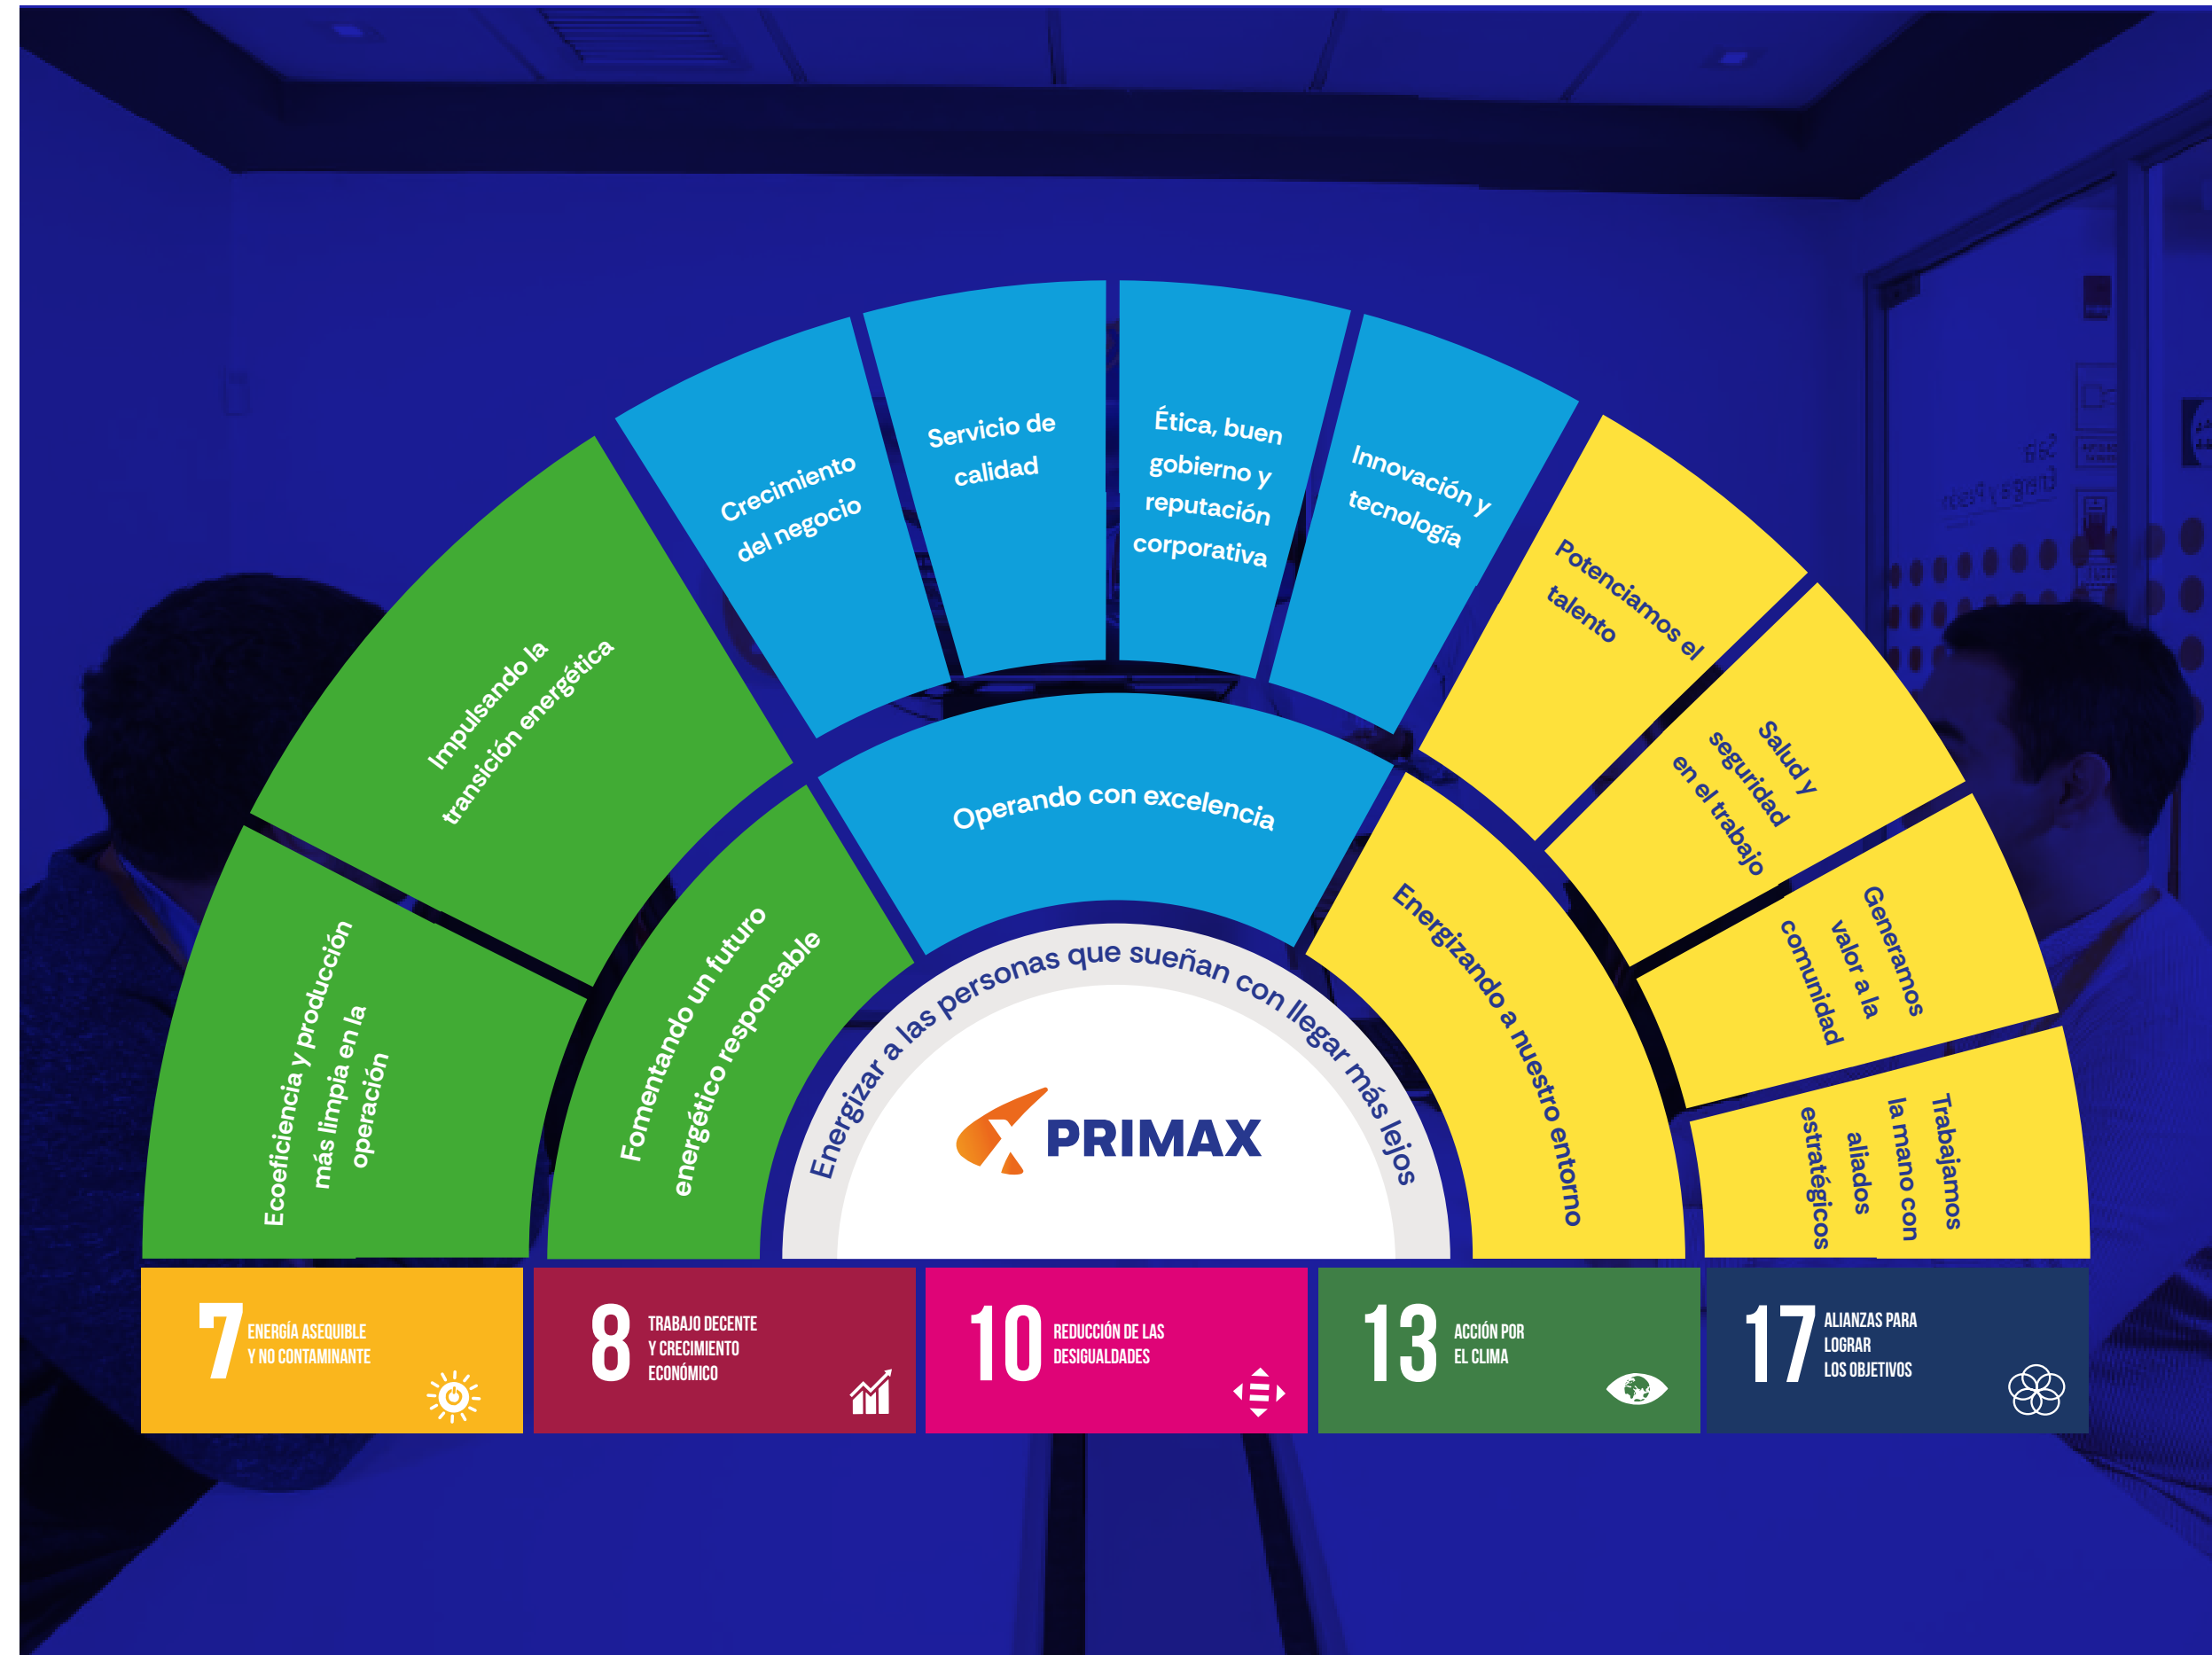 Ecoeficiencia y producción
más limpia en la
operación
Impulsando la
transición energética
Crecimiento
del negocio
Servicio de
calidad
Ética, buen
gobierno y
reputación
corporativa
Innovación y
tecnología
Potenciamos el
talento
Salud y
seguridad
en el trabajo
Generamos
valor a la
comunidad
Trabajamos
la mano con
aliados
estratégicos
Fomentando un futuro
energético responsable
Operando con excelencia
Energizando a nuestro entorno
Energizar a las personas que sueñan con llegar más lejos
PRIMAX
7
ENERGÍA ASEQUIBLE
Y NO CONTAMINANTE
8
TRABAJO DECENTE
Y CRECIMIENTO
ECONÓMICO
10
REDUCCIÓN DE LAS
DESIGUALDADES
13
ACCIÓN POR
EL CLIMA
17
ALIANZAS PARA
LOGRAR
LOS OBJETIVOS